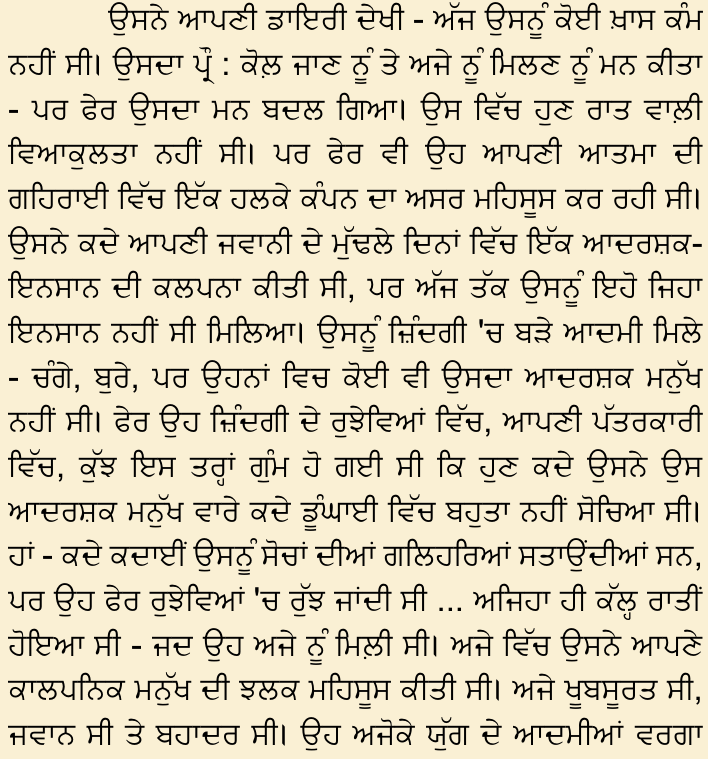 ਉਸਨੇ ਆਪਣੀ ਡਾਇਰੀ ਦੇਖੀ - ਅੱਜ ਉਸਨੂੰ ਕੋਈ ਖ਼ਾਸ ਕੰਮ
ਨਹੀਂ ਸੀ। ਉਸਦਾ ਪ੍ਰੌ : ਕੋਲ ਜਾਣ ਨੂੰ ਤੇ ਅਜੇ ਨੂੰ ਮਿਲਣ ਨੂੰ ਮਨ ਕੀਤਾ
- ਪਰ ਫੇਰ ਉਸਦਾ ਮਨ ਬਦਲ ਗਿਆ। ਉਸ ਵਿੱਚ ਹੁਣ ਰਾਤ ਵਾਲੀ
ਵਿਆਕੁਲਤਾ ਨਹੀਂ ਸੀ। ਪਰ ਫੇਰ ਵੀ ਉਹ ਆਪਣੀ ਆਤਮਾ ਦੀ
ਗਹਿਰਾਈ ਵਿੱਚ ਇੱਕ ਹਲਕੇ ਕੰਪਨ ਦਾ ਅਸਰ ਮਹਿਸੂਸ ਕਰ ਰਹੀ ਸੀ।
ਉਸਨੇ ਕਦੇ ਆਪਣੀ ਜਵਾਨੀ ਦੇ ਮੁੱਢਲੇ ਦਿਨਾਂ ਵਿੱਚ ਇੱਕ ਆਦਰਸ਼ਕ-
ਇਨਸਾਨ ਦੀ ਕਲਪਨਾ ਕੀਤੀ ਸੀ, ਪਰ ਅੱਜ ਤੱਕ ਉਸਨੂੰ ਇਹੋ ਜਿਹਾ
ਇਨਸਾਨ ਨਹੀਂ ਸੀ ਮਿਲਿਆ। ਉਸਨੂੰ ਜ਼ਿੰਦਗੀ 'ਚ ਬੜੇ ਆਦਮੀ ਮਿਲੇ
- ਚੰਗੇ, ਬੁਰੇ, ਪਰ ਉਹਨਾਂ ਵਿਚ ਕੋਈ ਵੀ ਉਸਦਾ ਆਦਰਸ਼ਕ ਮਨੁੱਖ
ਨਹੀਂ ਸੀ। ਫੇਰ ਉਹ ਜ਼ਿੰਦਗੀ ਦੇ ਰੁਝੇਵਿਆਂ ਵਿੱਚ, ਆਪਣੀ ਪੱਤਰਕਾਰੀ
ਵਿੱਚ, ਕੁੱਝ ਇਸ ਤਰ੍ਹਾਂ ਗੁੰਮ ਹੋ ਗਈ ਸੀ ਕਿ ਹੁਣ ਕਦੇ ਉਸਨੇ ਉਸ
ਆਦਰਸ਼ਕ ਮਨੁੱਖ ਵਾਰੇ ਕਦੇ ਡੂੰਘਾਈ ਵਿੱਚ ਬਹੁਤਾ ਨਹੀਂ ਸੋਚਿਆ ਸੀ।
ਹਾਂ - ਕਦੇ ਕਦਾਈਂ ਉਸਨੂੰ ਸੋਚਾਂ ਦੀਆਂ ਗਲਿਹਰਿਆਂ ਸਤਾਉਂਦੀਆਂ ਸਨ,
ਪਰ ਉਹ ਫੇਰ ਰੁਝੇਵਿਆਂ 'ਚ ਰੁੱਝ ਜਾਂਦੀ ਸੀ ... ਅਜਿਹਾ ਹੀ ਕੱਲ੍ਹ ਰਾਤੀਂ
ਹੋਇਆ ਸੀ - ਜਦ ਉਹ ਅਜੇ ਨੂੰ ਮਿਲੀ ਸੀ। ਅਜੇ ਵਿੱਚ ਉਸਨੇ ਆਪਣੇ
ਕਾਲਪਨਿਕ ਮਨੁੱਖ ਦੀ ਝਲਕ ਮਹਿਸੂਸ ਕੀਤੀ ਸੀ। ਅਜੇ ਖੂਬਸੂਰਤ ਸੀ,
ਜਵਾਨ ਸੀ ਤੇ ਬਹਾਦਰ ਸੀ। ਉਹ ਅਜੋਕੇ ਯੁੱਗ ਦੇ ਆਦਮੀਆਂ ਵਰਗਾ